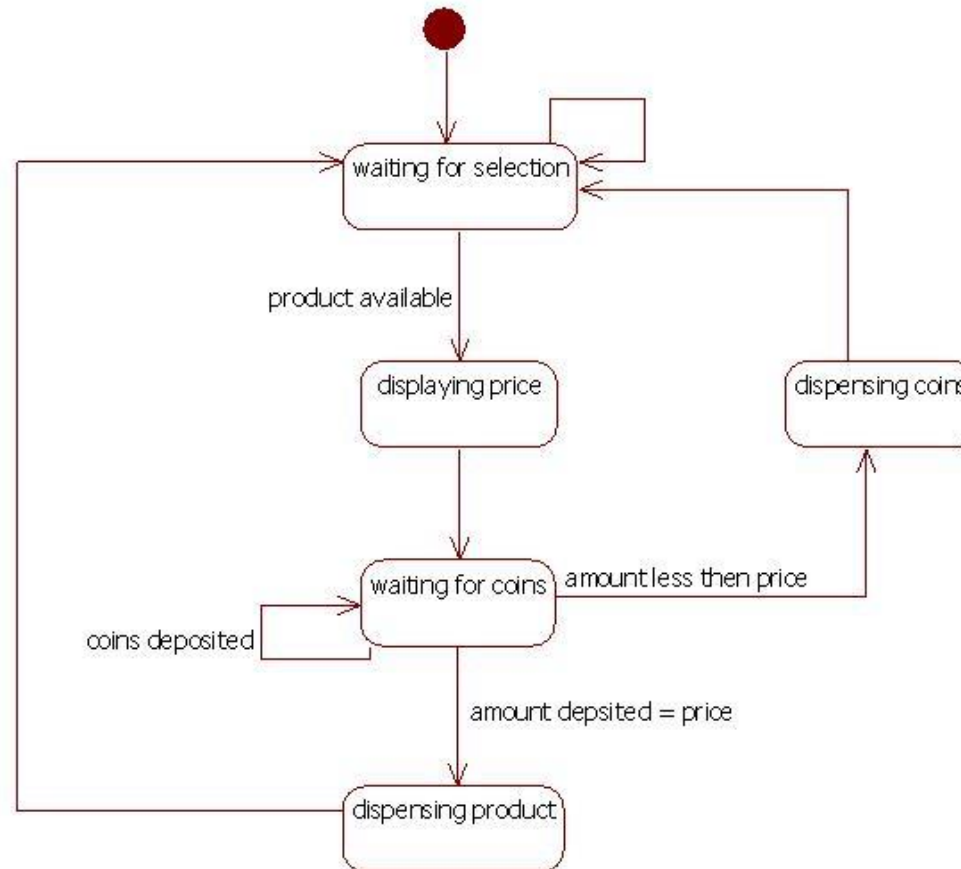 waiting for selection
product available
displaying price
dispensing coins
waiting for coins
amount less then price
coins deposited
amount depsited = price
dispensing product